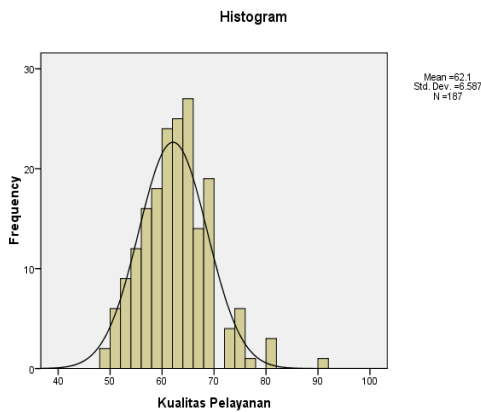 Histogram
Mean =62.1
Std. Dev. =6.587
N =187
30
20
10
0
Frequency
40 50 60 70 80 90 100
Kualitas Pelayanan